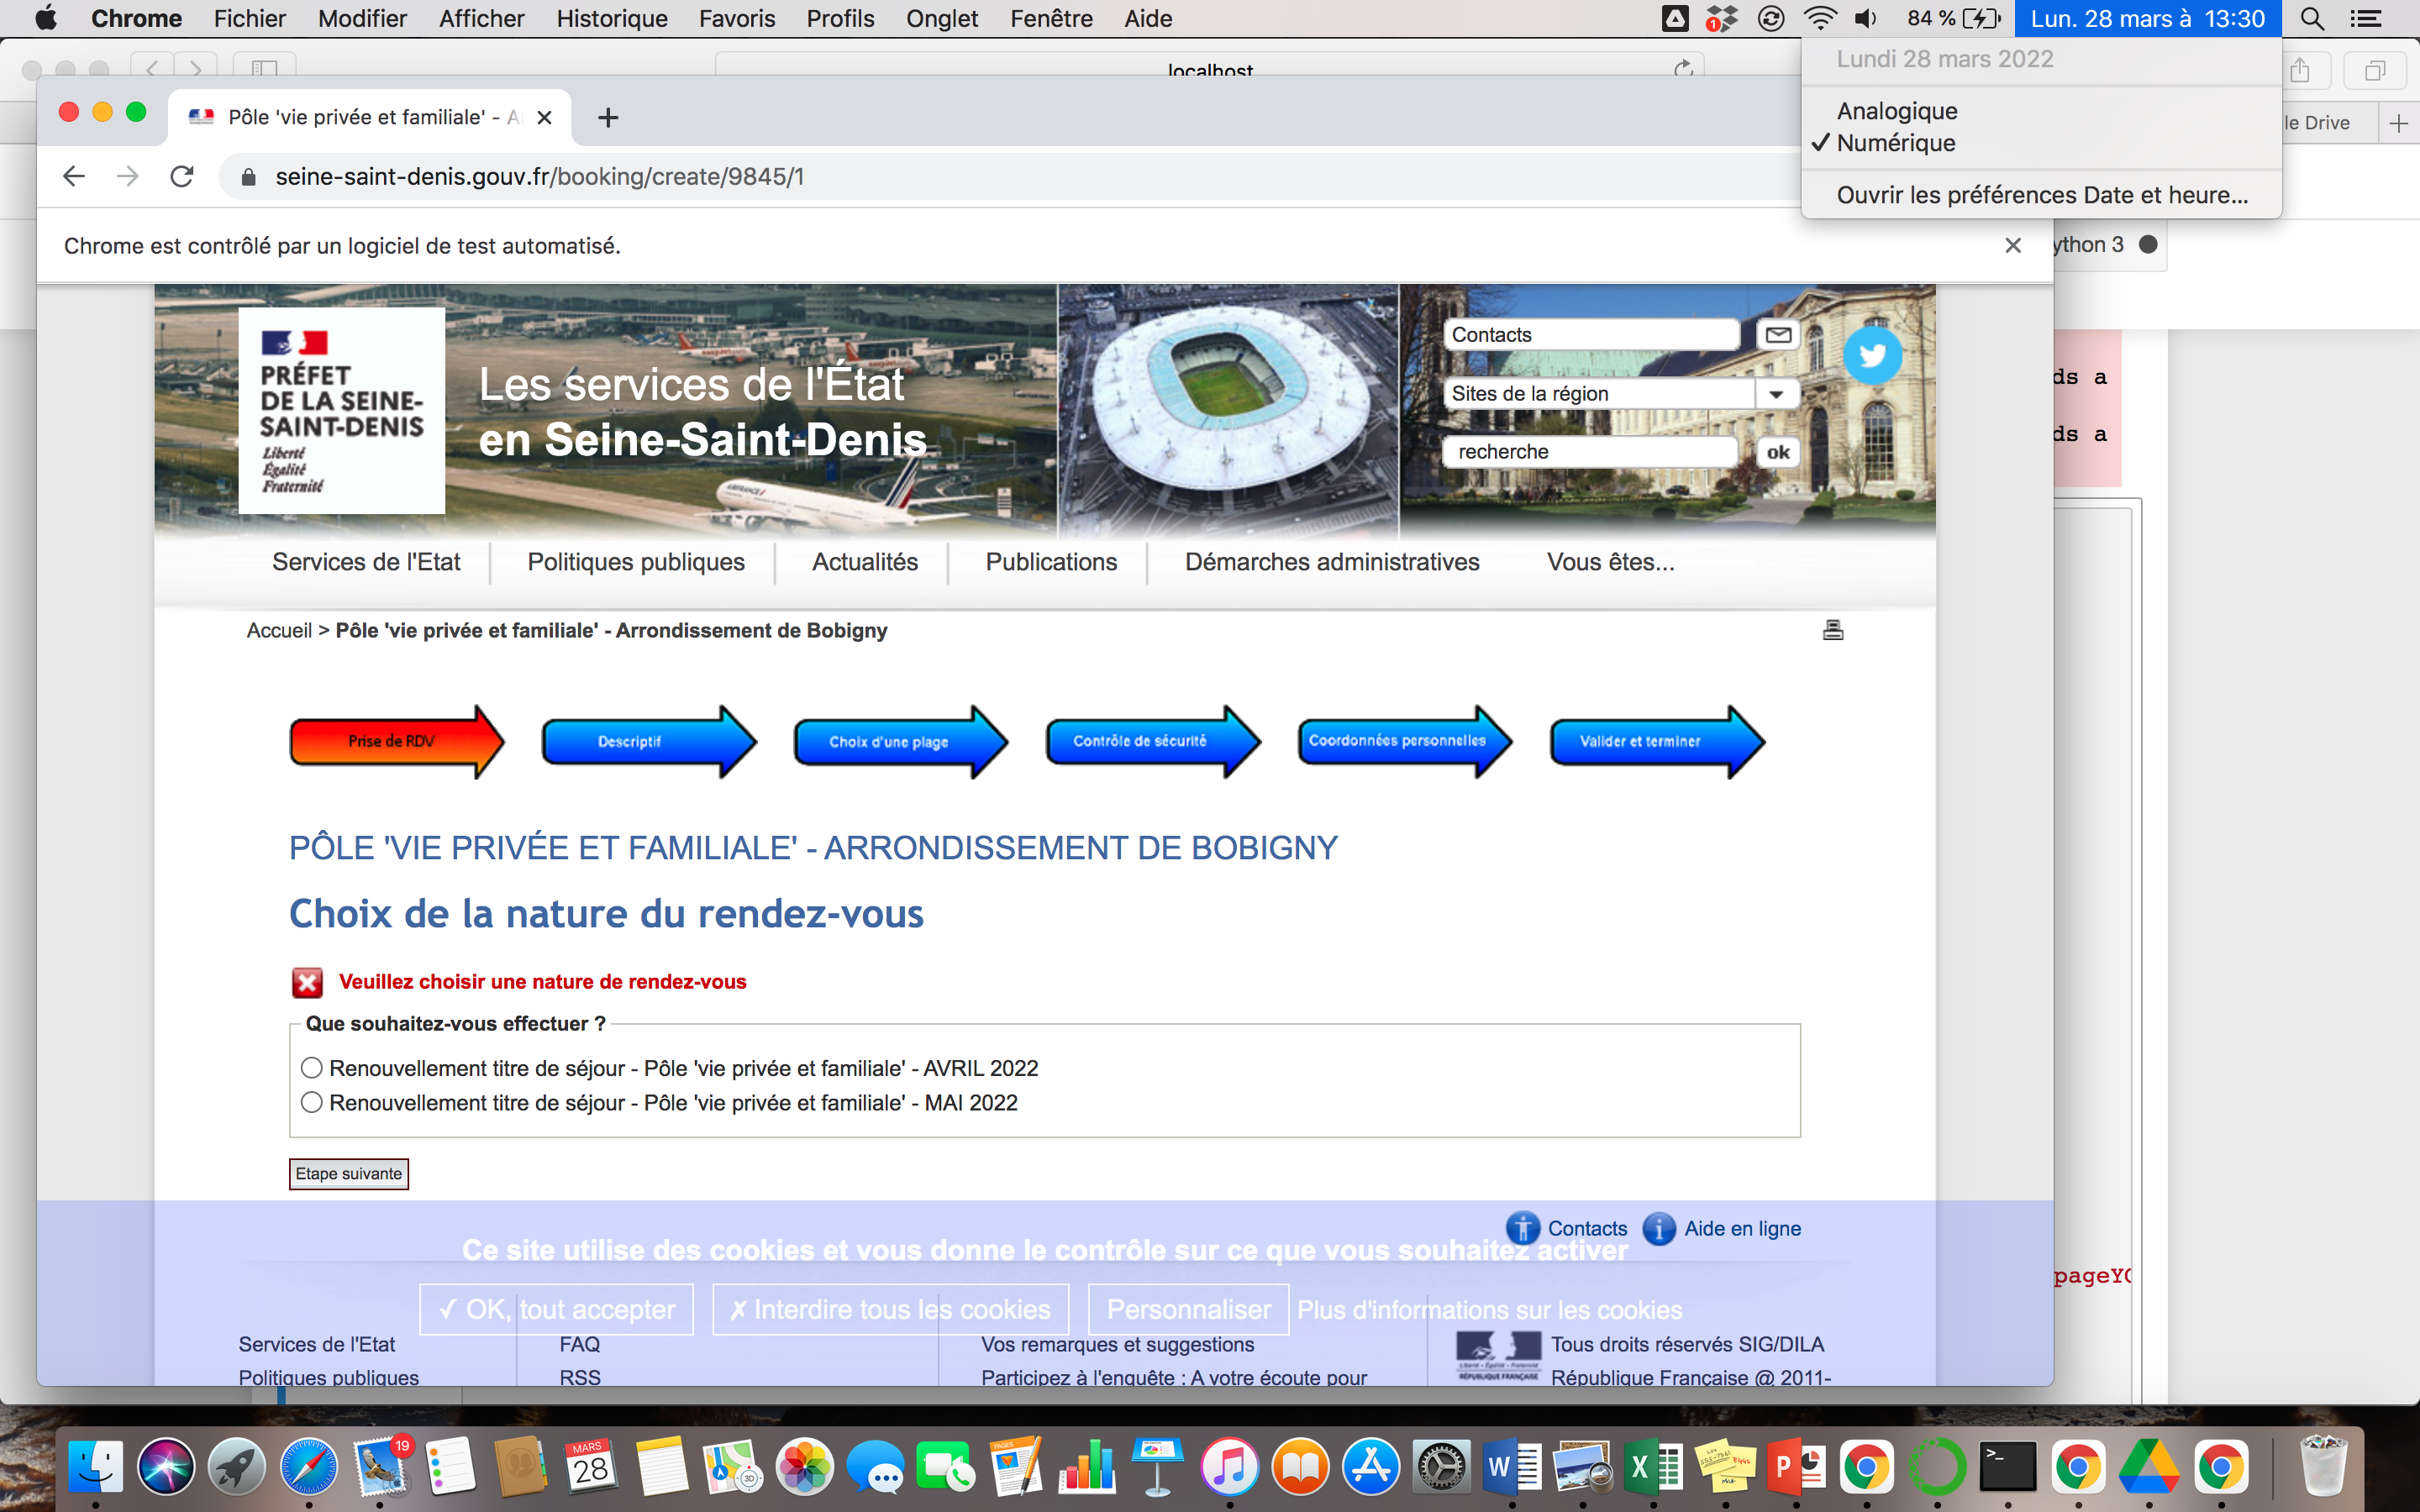 Chrome Fichier Modifier Afficher Historique Favoris Profils Onglet Fenêtre Aide 84 % Lun. 28 mars à 13:30
localhost
Lundi 28 mars 2022
Analogique
✓ Numérique
Ouvrir les préférences Date et heure...
le Drive
Pôle 'vie privée et familiale' - A
seine-saint-denis.gouv.fr/booking/create/9845/1
Chrome est contrôlé par un logiciel de test automatisé.
ython 3
ds a
ds a
PRÉFET
DE LA SEINE-
SAINT-DENIS
Liberté
Égalité
Fraternité
Les services de l'État
en Seine-Saint-Denis
AIRFRANCE
Contacts
Sites de la région
recherche ok
Services de l'Etat Politiques publiques Actualités Publications Démarches administratives Vous êtes...
Accueil > Pôle 'vie privée et familiale' - Arrondissement de Bobigny
Prise de RDV Descriptif Choix d'une plage Contrôle de sécurité Coordonnées personnelles Valider et terminer
PÔLE 'VIE PRIVÉE ET FAMILIALE' - ARRONDISSEMENT DE BOBIGNY
Choix de la nature du rendez-vous
Veuillez choisir une nature de rendez-vous
Que souhaitez-vous effectuer ?
Renouvellement titre de séjour - Pôle 'vie privée et familiale' - AVRIL 2022
Renouvellement titre de séjour - Pôle 'vie privée et familiale' - MAI 2022
Etape suivante
Contacts Aide en ligne
Ce site utilise des cookies et vous donne le contrôle sur ce que vous souhaitez activer
pageYO
✓ OK, tout accepter ✗ Interdire tous les cookies Personnaliser Plus d'informations sur les cookies
Services de l'Etat FAQ Vos remarques et suggestions Tous droits réservés SIG/DILA
Politiques publiques RSS Participez à l'enquête : A votre écoute pour République Française @ 2011-
RÉPUBLIQUE FRANÇAISE
19
MARS
28
3D
PAGES
W
X
P
>_